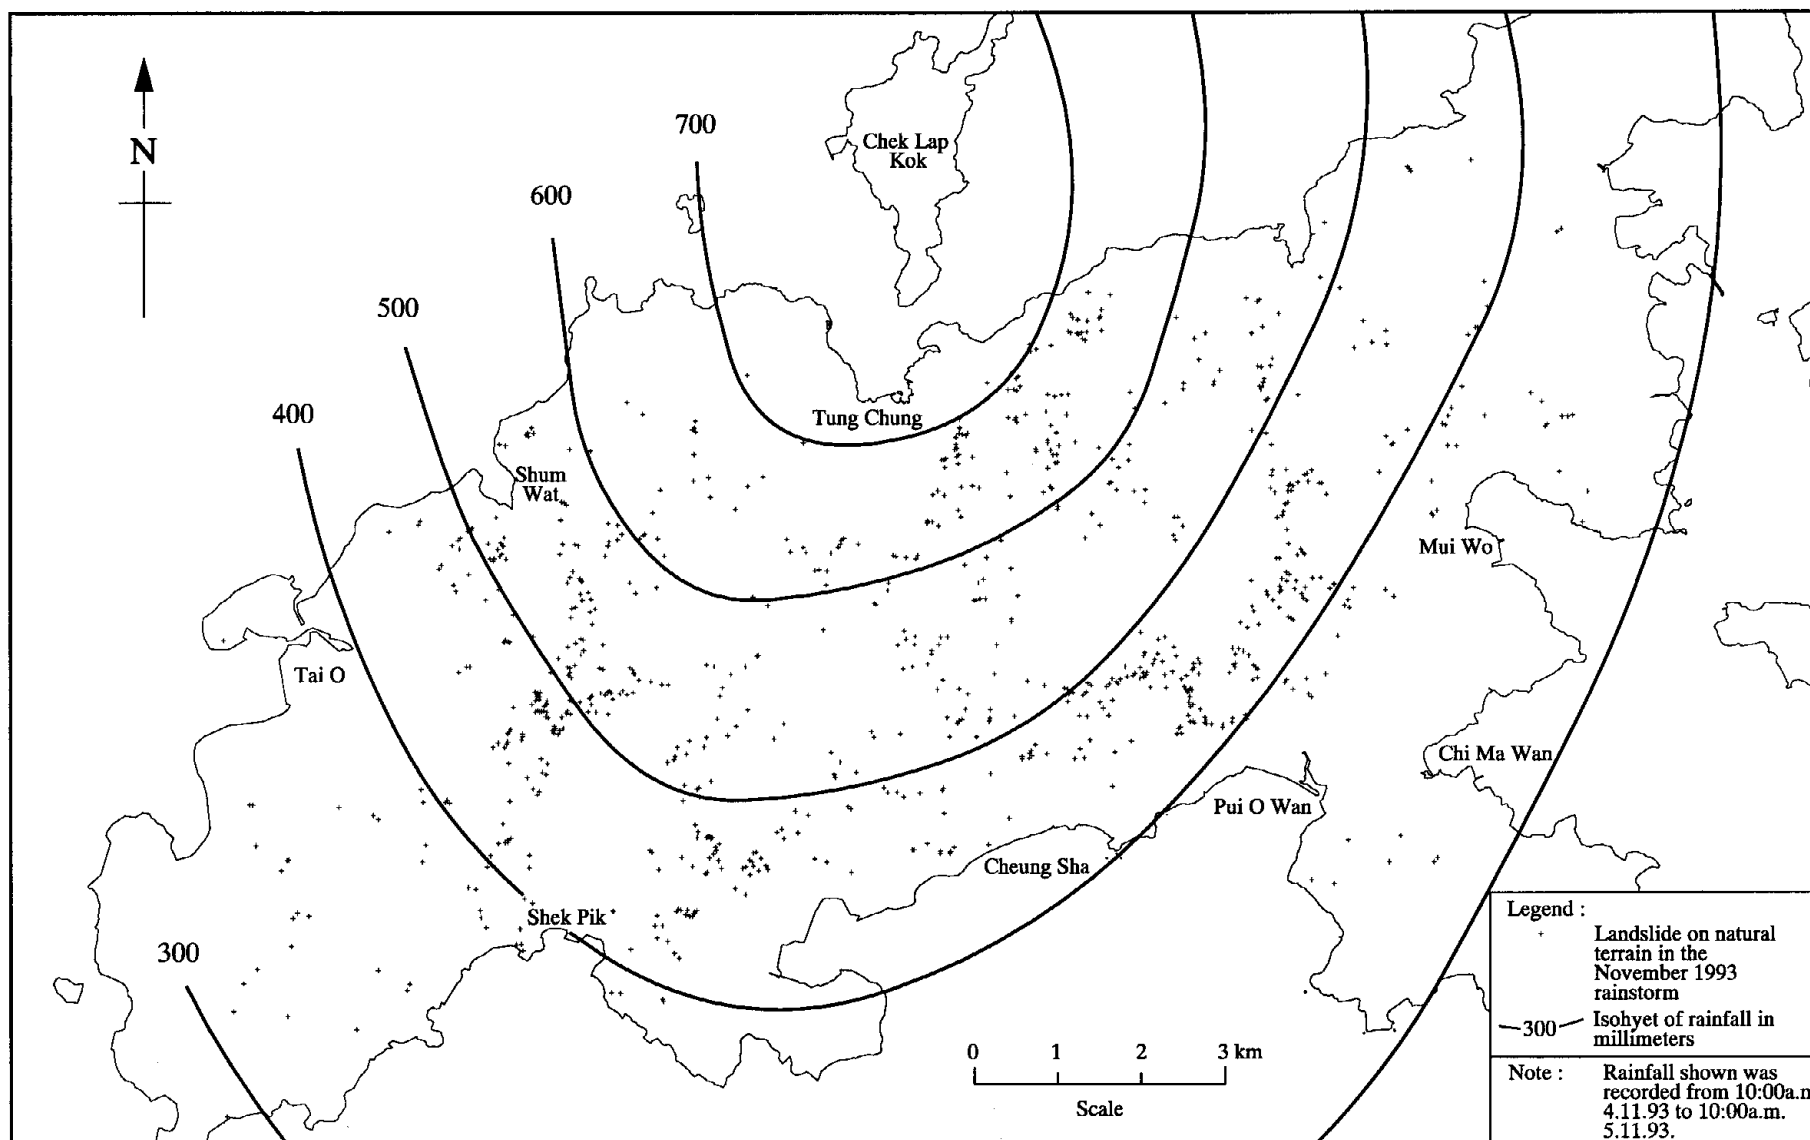 N
700
600
500
400
300
Chek Lap
Kok
Tung Chung
Shum
Wat
Tai O
Mui Wo
Chi Ma Wan
Pui O Wan
Cheung Sha
Shek Pik
0 1 2 3 km
Scale
Legend :
Landslide on natural
terrain in the
November 1993
rainstorm
300 Isohyet of rainfall in
millimeters
Note : Rainfall shown was
recorded from 10:00a.m
4.11.93 to 10:00a.m.
5.11.93.